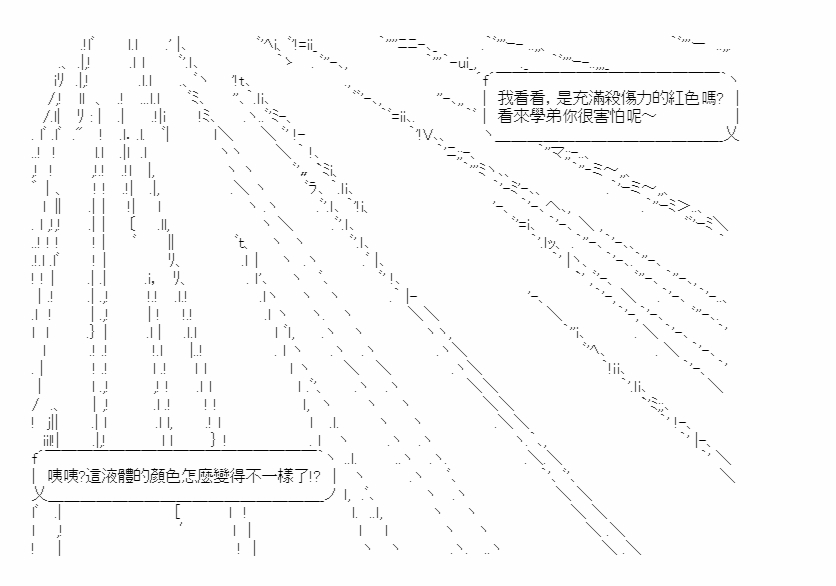 我看看，是充滿殺傷力的紅色嗎?
看來學弟你很害怕呢～
咦咦?這液體的顏色怎麼變得不一樣了!?